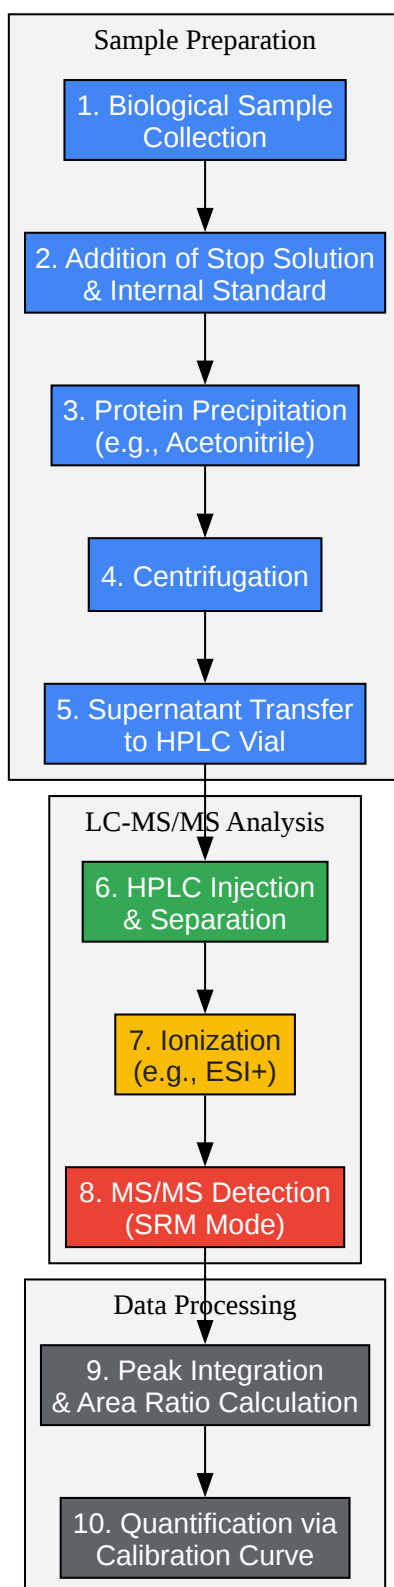 Sample Preparation
1. Biological Sample
Collection
2. Addition of Stop Solution
& Internal Standard
3. Protein Precipitation
(e.g., Acetonitrile)
4. Centrifugation
5. Supernatant Transfer
to HPLC Vial
LC-MS/MS Analysis
6. HPLC Injection
& Separation
7. Ionization
(e.g., ESI+)
8. MS/MS Detection
(SRM Mode)
Data Processing
9. Peak Integration
& Area Ratio Calculation
10. Quantification via
Calibration Curve